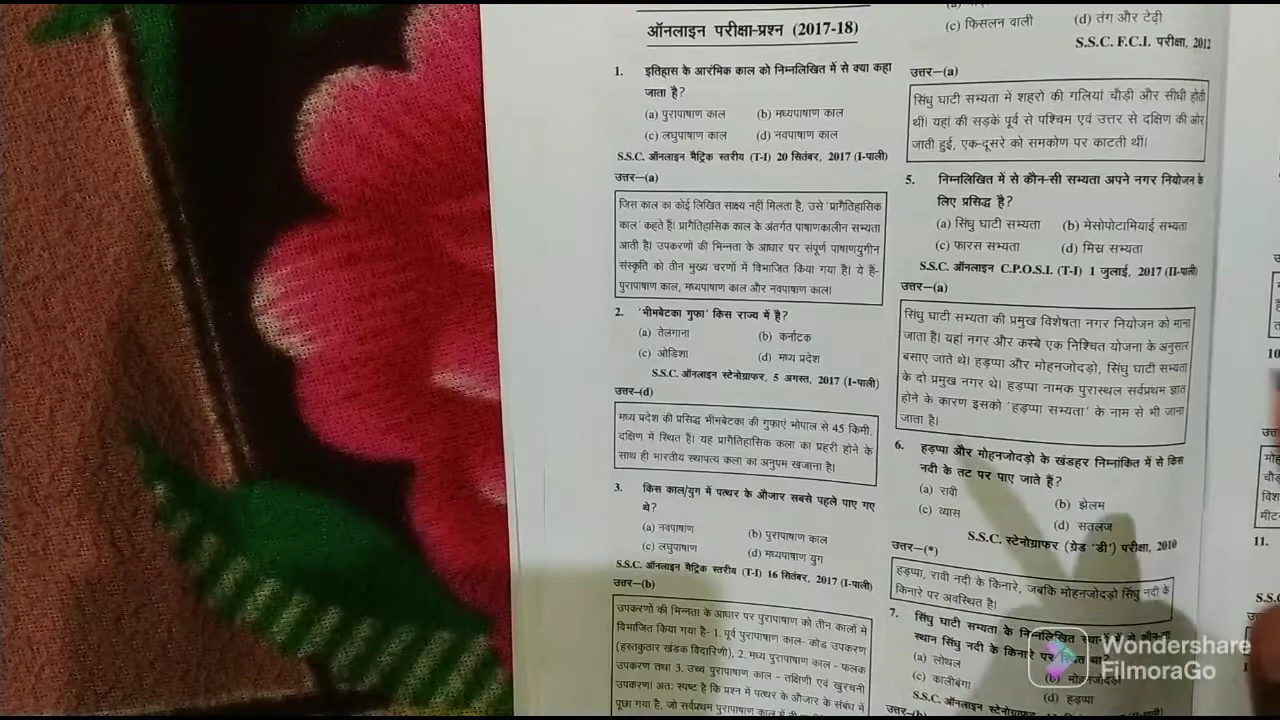 ऑनलाइन परीक्षा-प्रश्न (2017-18)
1. इतिहास के आरंभिक काल को निम्नलिखित में से क्या कहा
जाता है?
(a) पुरापाषाण काल (b) मध्यपाषाण काल
(c) लघुपाषाण काल (d) नवपाषाण काल
S.S.C. ऑनलाइन मैट्रिक स्तरीय (T-I) 20 सितंबर, 2017 (I-पाली)
उत्तर–(a)
जिस काल का कोई लिखित साक्ष्य नहीं मिलता है, उसे 'प्रागैतिहासिक
काल' कहते हैं। प्रागैतिहासिक काल के अंतर्गत पाषाणकालीन सभ्यता
आती है। उपकरणों की भिन्नता के आधार पर संपूर्ण पाषाणयुगीन
संस्कृति को तीन मुख्य चरणों में विभाजित किया गया है। ये हैं-
पुरापाषाण काल, मध्यपाषाण काल और नवपाषाण काल।
2. 'भीमबेटका गुफा' किस राज्य में है?
(a) तेलंगाना (b) कर्नाटक
(c) ओडिशा (d) मध्य प्रदेश
S.S.C. ऑनलाइन स्टेनोग्राफर, 5 अगस्त, 2017 (I-पाली)
उत्तर–(d)
मध्य प्रदेश की प्रसिद्ध भीमबेटका की गुफाएं भोपाल से 45 किमी.
दक्षिण में स्थित हैं। यह प्रागैतिहासिक कला का प्रहरी होने के
साथ ही भारतीय स्थापत्य कला का अनुपम खजाना है।
3. किस काल/युग में पत्थर के औजार सबसे पहले पाए गए
थे?
(a) नवपाषाण (b) पुरापाषाण काल
(c) लघुपाषाण (d) मध्यपाषाण युग
S.S.C. ऑनलाइन मैट्रिक स्तरीय (T-I) 16 सितंबर, 2017 (I-पाली)
उत्तर–(b)
उपकरणों की भिन्नता के आधार पर पुरापाषाण को तीन कालों में
विभाजित किया गया है- 1. पूर्व पुरापाषाण काल- कोड उपकरण
(हस्तकुठार खंडक विदारिणी), 2. मध्य पुरापाषाण काल - फलक
उपकरण तथा 3. उच्च पुरापाषाण काल - तक्षिणी एवं खुरचनी
उपकरण। अतः स्पष्ट है कि प्रश्न में पत्थर के औजार के संबंध में
पूछा गया है, जो सर्वप्रथम पुरापाषाण काल में
(c) फिसलन वाली (d) तंग और टेढ़ी
S.S.C. F.C.I. परीक्षा, 2012
उत्तर–(a)
सिंधु घाटी सभ्यता में शहरों की गलियां चौड़ी और सीधी होती
थीं। यहां की सड़कें पूर्व से पश्चिम एवं उत्तर से दक्षिण की ओर
जाती हुई, एक-दूसरे को समकोण पर काटती थीं।
5. निम्नलिखित में से कौन-सी सभ्यता अपने नगर नियोजन के
लिए प्रसिद्ध है?
(a) सिंधु घाटी सभ्यता (b) मेसोपोटामियाई सभ्यता
(c) फारस सभ्यता (d) मिस्र सभ्यता
S.S.C. ऑनलाइन C.P.O.S.I. (T-I) 1 जुलाई, 2017 (II-पाली)
उत्तर–(a)
सिंधु घाटी सभ्यता की प्रमुख विशेषता नगर नियोजन को माना
जाता है। यहां नगर और कस्बे एक निश्चित योजना के अनुसार
बसाए जाते थे। हड़प्पा और मोहनजोदड़ो, सिंधु घाटी सभ्यता
के दो प्रमुख नगर थे। हड़प्पा नामक पुरास्थल सर्वप्रथम ज्ञात
होने के कारण इसको 'हड़प्पा सभ्यता' के नाम से भी जाना
जाता है।
6. हड़प्पा और मोहनजोदड़ो के खंडहर निम्नांकित में से किस
नदी के तट पर पाए जाते हैं?
(a) रावी (b) झेलम
(c) व्यास (d) सतलज
S.S.C. स्टेनोग्राफर (ग्रेड 'डी') परीक्षा, 2010
उत्तर–(*)
हड़प्पा, रावी नदी के किनारे, जबकि मोहनजोदड़ो सिंधु नदी के
किनारे पर अवस्थित है।
7. सिंधु घाटी सभ्यता के निम्नलिखित स्थानों में से कौन-सा
स्थान सिंधु नदी के किनारे पर स्थित था?
(a) लोथल (b) मोहनजोदड़ो
(c) कालीबंगा (d) हड़प्पा
S.S.C. ऑनलाइन स्टेनोग्राफर
10
11.
Wondershare
FilmoraGo